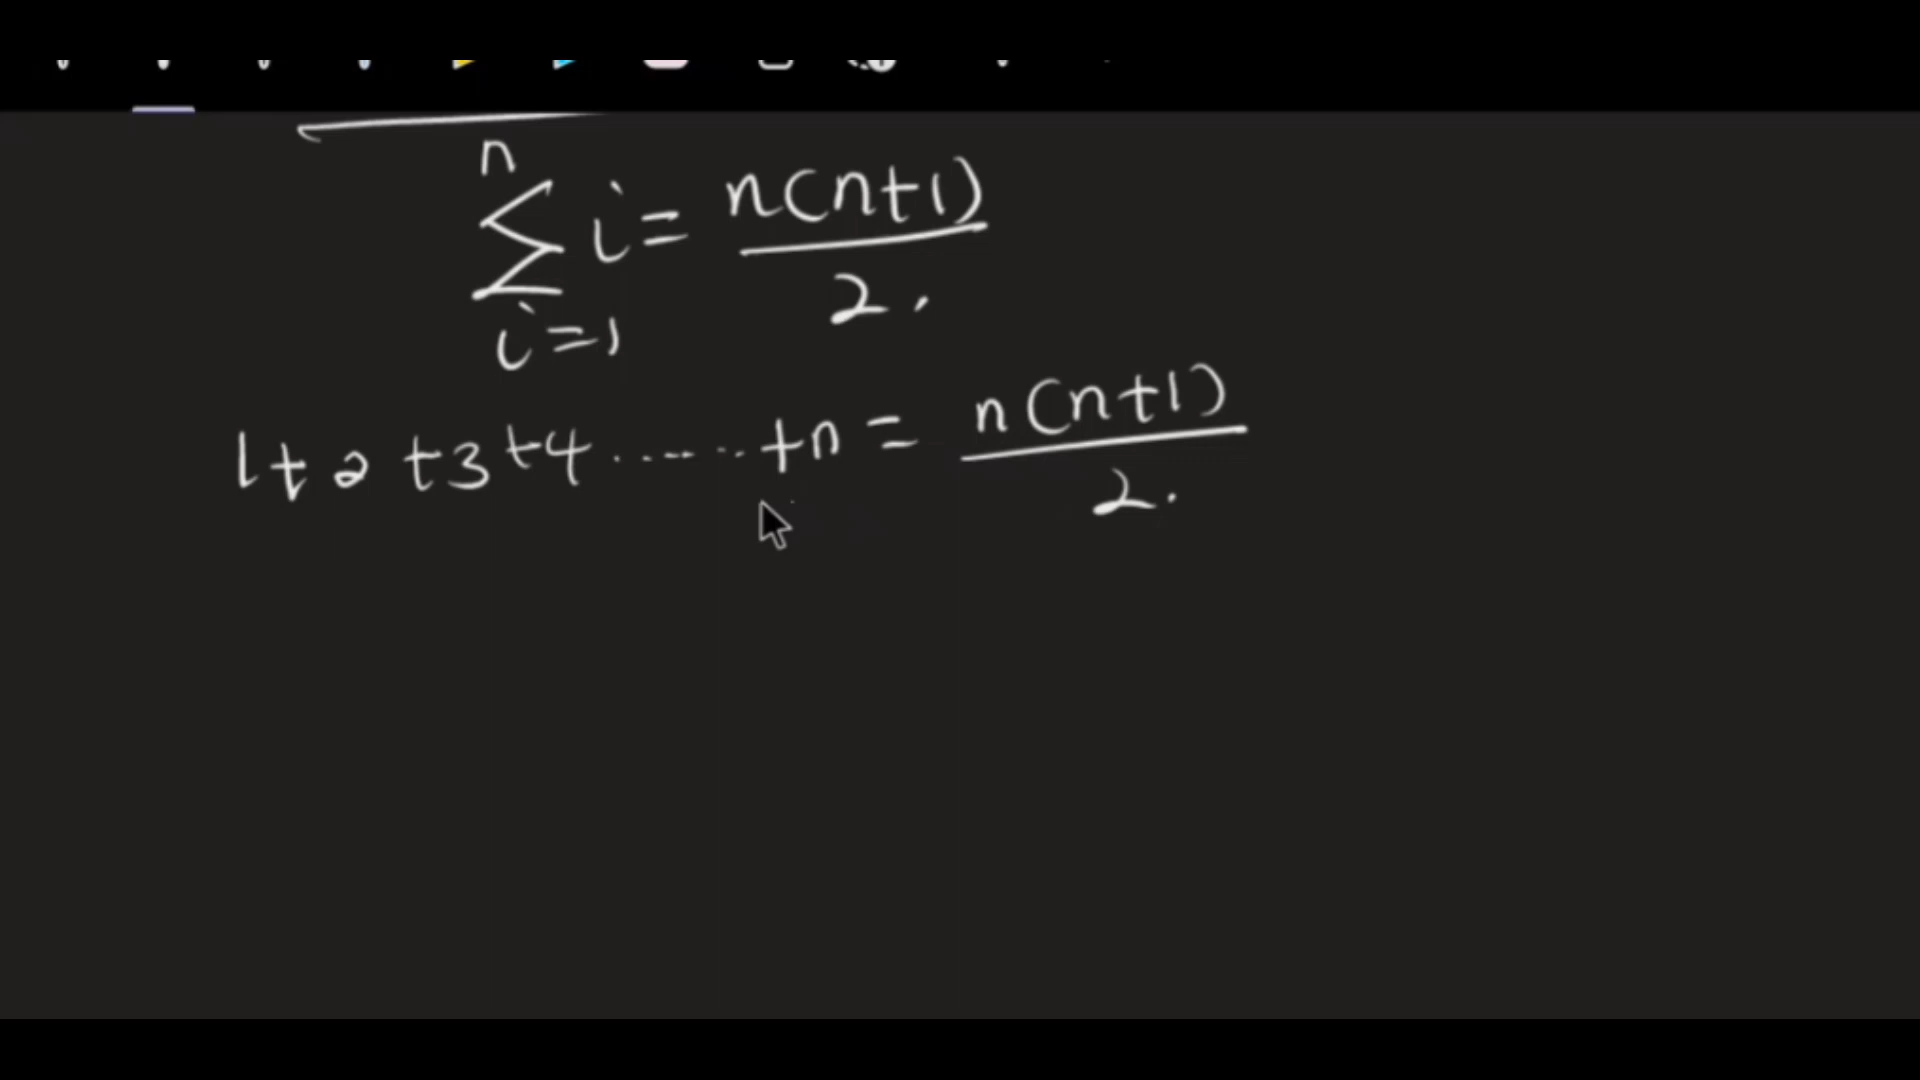 n
∑ i = n(n+1)/2.
i=1
1+2+3+4......+n = n(n+1)/2.